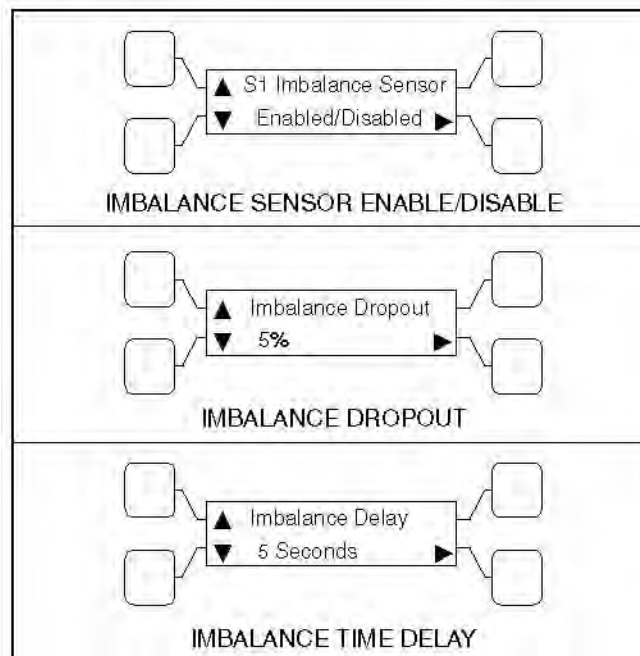 ▲ S1 Imbalance Sensor
▼ Enabled/Disabled ▶
IMBALANCE SENSOR ENABLE/DISABLE
▲ Imbalance Dropout
▼ 5% ▶
IMBALANCE DROPOUT
▲ Imbalance Delay
▼ 5 Seconds ▶
IMBALANCE TIME DELAY